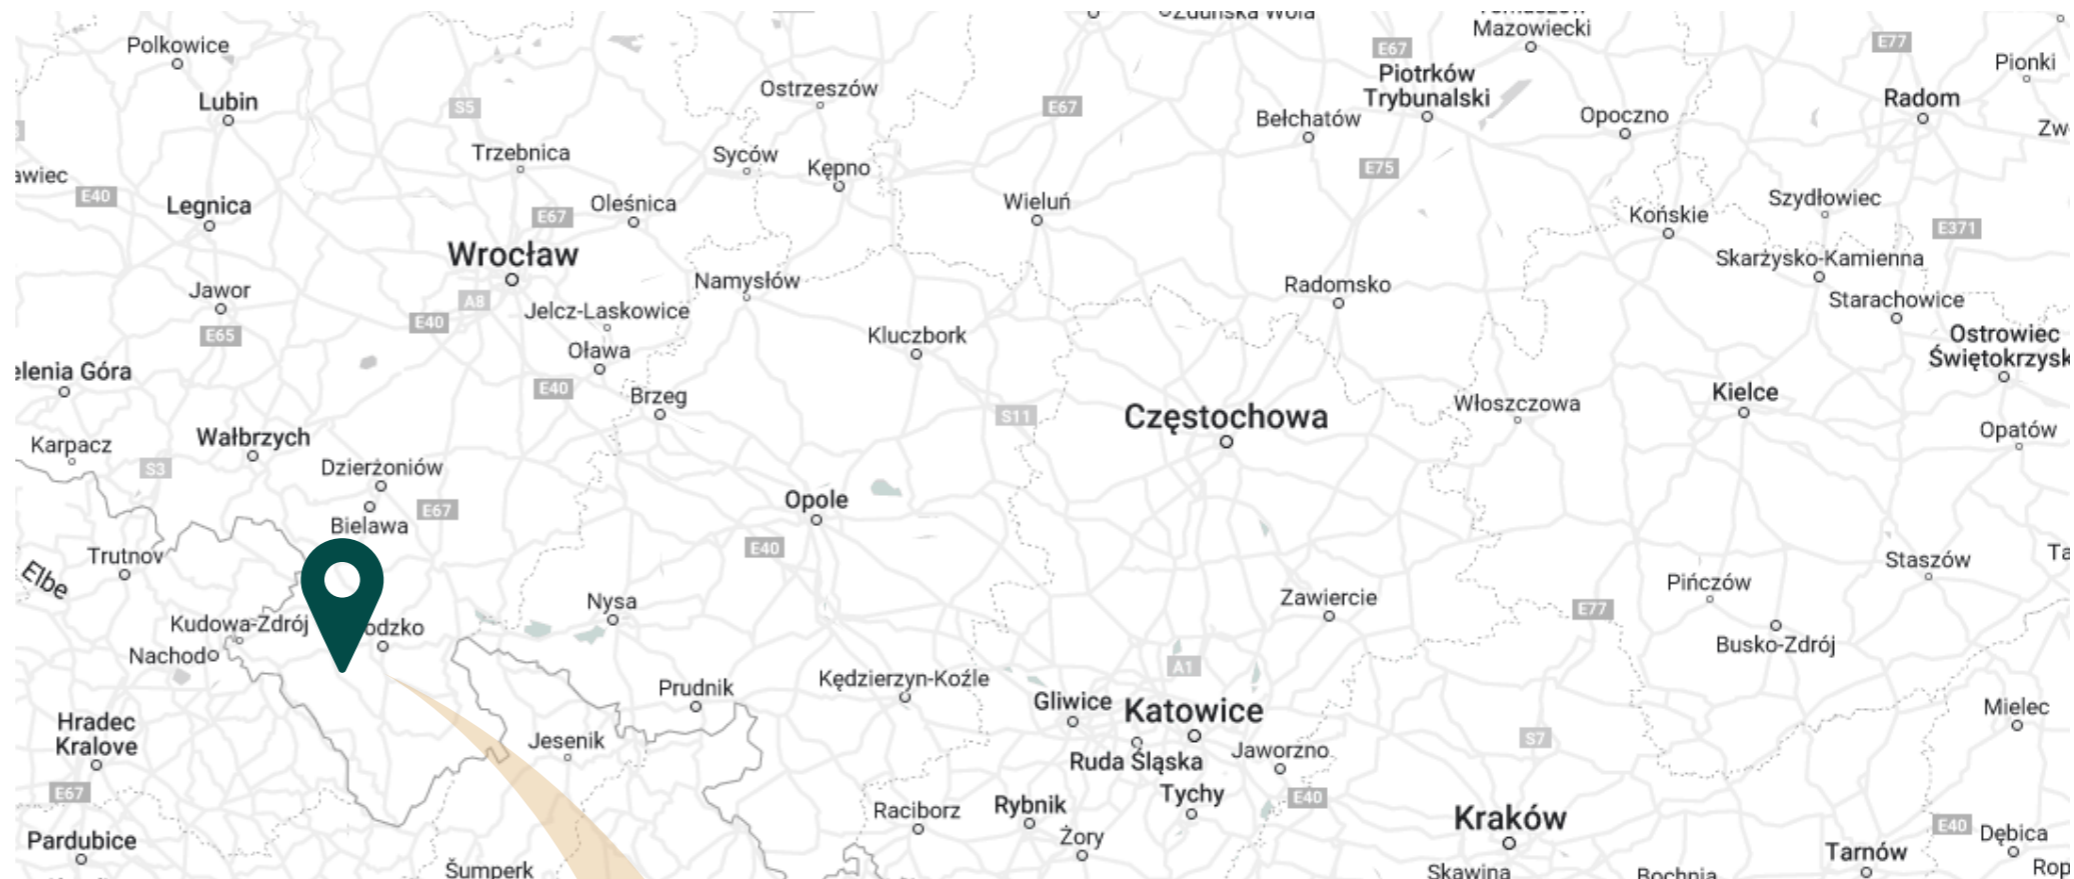 Zduńska Wola
Mazowiecki
Polkowice
E67
E77
Pionki
Piotrków
Trybunalski
Ostrzeszów
Lubin
S5
E67
Radom
Bełchatów
Opoczno
Trzebnica
Syców
Kępno
E75
awiec
E40
Legnica
E67
Oleśnica
Wieluń
Końskie
Szydłowiec
E371
Wrocław
Skarżysko-Kamienna
Namysłów
Radomsko
Jawor
A8
Starachowice
Jelcz-Laskowice
E40
E65
Kluczbork
Ostrowiec
Świętokrzysk
Oława
elenia Góra
E40
Brzeg
Kielce
S11
Częstochowa
Włoszczowa
Opatów
Karpacz
Wałbrzych
S3
Dzierżoniów
Opole
E67
Bielawa
E40
Trutnov
Staszów
Ta
Elbe
Pińczów
Nysa
Zawiercie
E77
Kudowa-Zdrój
odzko
Busko-Zdrój
Nachod
A1
Kędzierzyn-Koźle
Prudnik
Gliwice
Katowice
Mielec
Hradec
Kralove
Jesenik
S7
Jaworzno
Ruda Śląska
E67
Tychy
E40
Raciborz
Rybnik
Kraków
E40
Dębica
Pardubice
Żory
Tarnów
Šumperk
Skawina
Bochnia
Rop